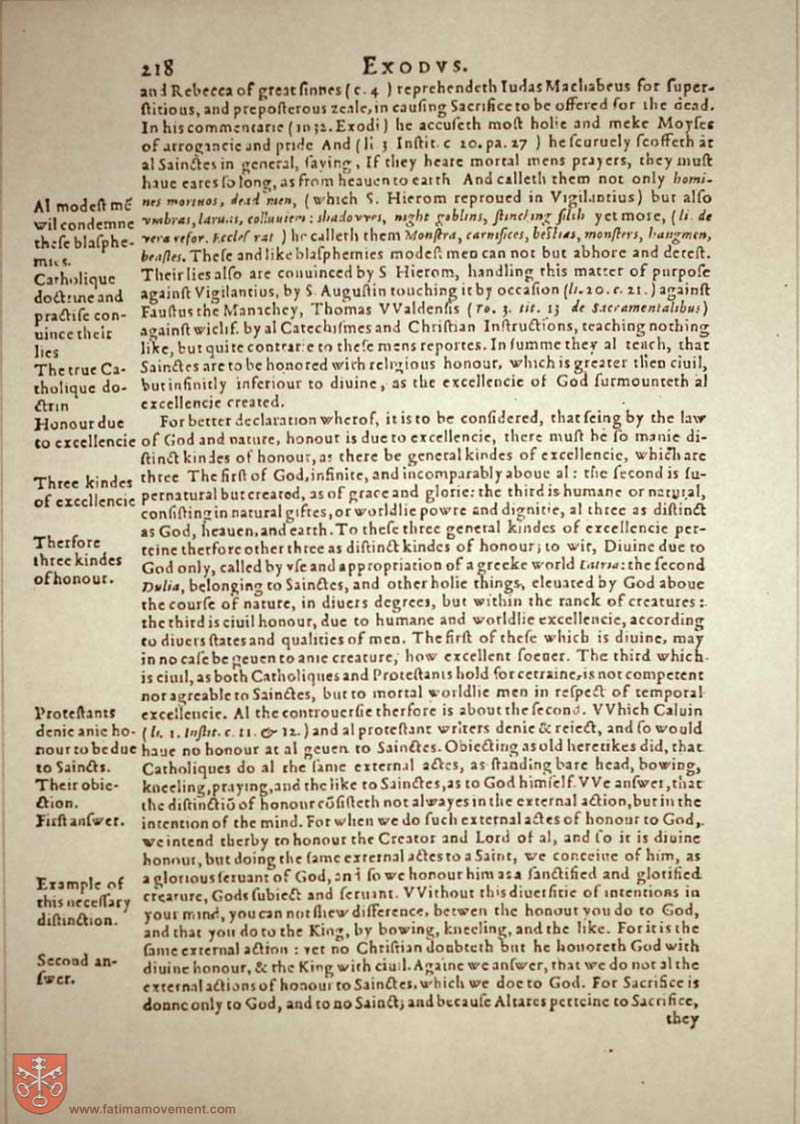 218
EXODVS.
and Rebecca of great sinnes (c. 4) reprehendeth Iudas Machabeus for super-
stitious, and preposterous zeale, in causing Sacrifice to be offered for the dead.
In his commentarie (in 32. Exodi) he accuseth most holie and meke Moyses
of arrogancie and pride And (li 3 Instit. c 20. pa. 27) he scuruely scoffeth at
al Sainctes in general, saying, If they heare mortal mens prayers, they must
haue eares so long, as from heauen to earth And calleth them not only homi-
nes mortuos, dead men, (which S. Hierom reproued in Vigilantius) but also
vmbras, laruas, colluuiem: shadovves, night goblins, stinching filth yet more, (li. de
vera refor. Eccles rat) he calleth them Monstra, carnifices, bestias, monsters, hangmen,
beastes. These and like blasphemies modest men can not but abhorre and detest.
Their lies also are conuinced by S Hierom, handling this matter of purpose
against Vigilantius, by S. Augustin touching it by occasion (li. 20. c. 21.) against
Faustus the Manichey, Thomas VValdensis (To. 3. tit. 13 de Sacramentalibus)
against wiclif. by al Catechismes and Christian Instructions, teaching nothing
like, but quite contrarie to these mens reportes. In summe they al teach, that
Sainctes are to be honored with religious honour, which is greater then ciuil,
but infinitly inferiour to diuine, as the excellencie of God surmounteth al
excellencie created.
For better declaration wherof, it is to be considered, that seing by the law
of God and nature, honour is due to excellencie, there must be so manie di-
stinct kindes of honour, as there be general kindes of excellencie, which are
three The first of God, infinite, and incomparably aboue al: the second is su-
pernatural but created, as of grace and glorie: the third is humane or natural,
consisting in natural giftes, or worldlie powre and dignitie, al three as distinct
as God, heauen, and earth. To these three general kindes of excellencie per-
teine therfore other three as distinct kindes of honour; to wit, Diuine due to
God only, called by vse and appropriation of a greeke world Latria: the second
Dulia, belonging to Sainctes, and other holie things, eleuated by God aboue
the course of nature, in diuers degrees, but within the ranck of creatures:
the third is ciuil honour, due to humane and worldlie excellencie, according
to diuers states and qualities of men. The first of these which is diuine, may
in no case be geuen to anie creature, how excellent soeuer. The third which
is ciuil, as both Catholiques and Protestants hold for certaine, is not competent
nor agreable to Sainctes, but to mortal worldlie men in respect of temporal
excellencie. Al the controuersie therfore is about the second. VVhich Caluin
(li. 1. Instit. c. 11. & 12.) and al protestant writers denie & reiect, and so would
haue no honour at al geuen to Sainctes. Obiecting as old heretikes did, that
Catholiques do al the same external actes, as standing bare head, bowing,
kneeling, praying, and the like to Sainctes, as to God himself. VVe answer, that
the distinctiō of honour cōsisteth not alwayes in the external action, but in the
intention of the mind. For when we do such external actes of honour to God,
we intend therby to honour the Creator and Lord of al, and so it is diuine
honour, but doing the same external actes to a Saint, we conceiue of him, as
a glorious seruant of God, and so we honour him as a sanctified and glorified
creature, Gods subiect and seruant. VVithout this diuersitie of intentions in
your mind, you can not shew difference, betwen the honour you do to God,
and that you do to the King, by bowing, kneeling, and the like. For it is the
same external action: yet no Christian doubteth but he honoreth God with
diuine honour, & the King with ciuil. Againe we answer, that we do not al the
external actions of honour to Sainctes, which we doe to God. For Sacrifice is
donne only to God, and to no Sainct; and because Altares perteine to Sacrifice,
they
Al modest mē
wil condemne
these blasphe-
mies.
Catholique
doctrine and
practise con-
uince their
lies
The true Ca-
tholique do-
ctrin
Honour due
to excellencie
Three kindes
of excellencie
Therfore
three kindes
of honour.
Protestants
denie anie ho-
nour to be due
to Saincts.
Their obie-
ction.
First answer.
Example of
this necessary
distinction.
Second an-
swer.
www.fatimamovement.com